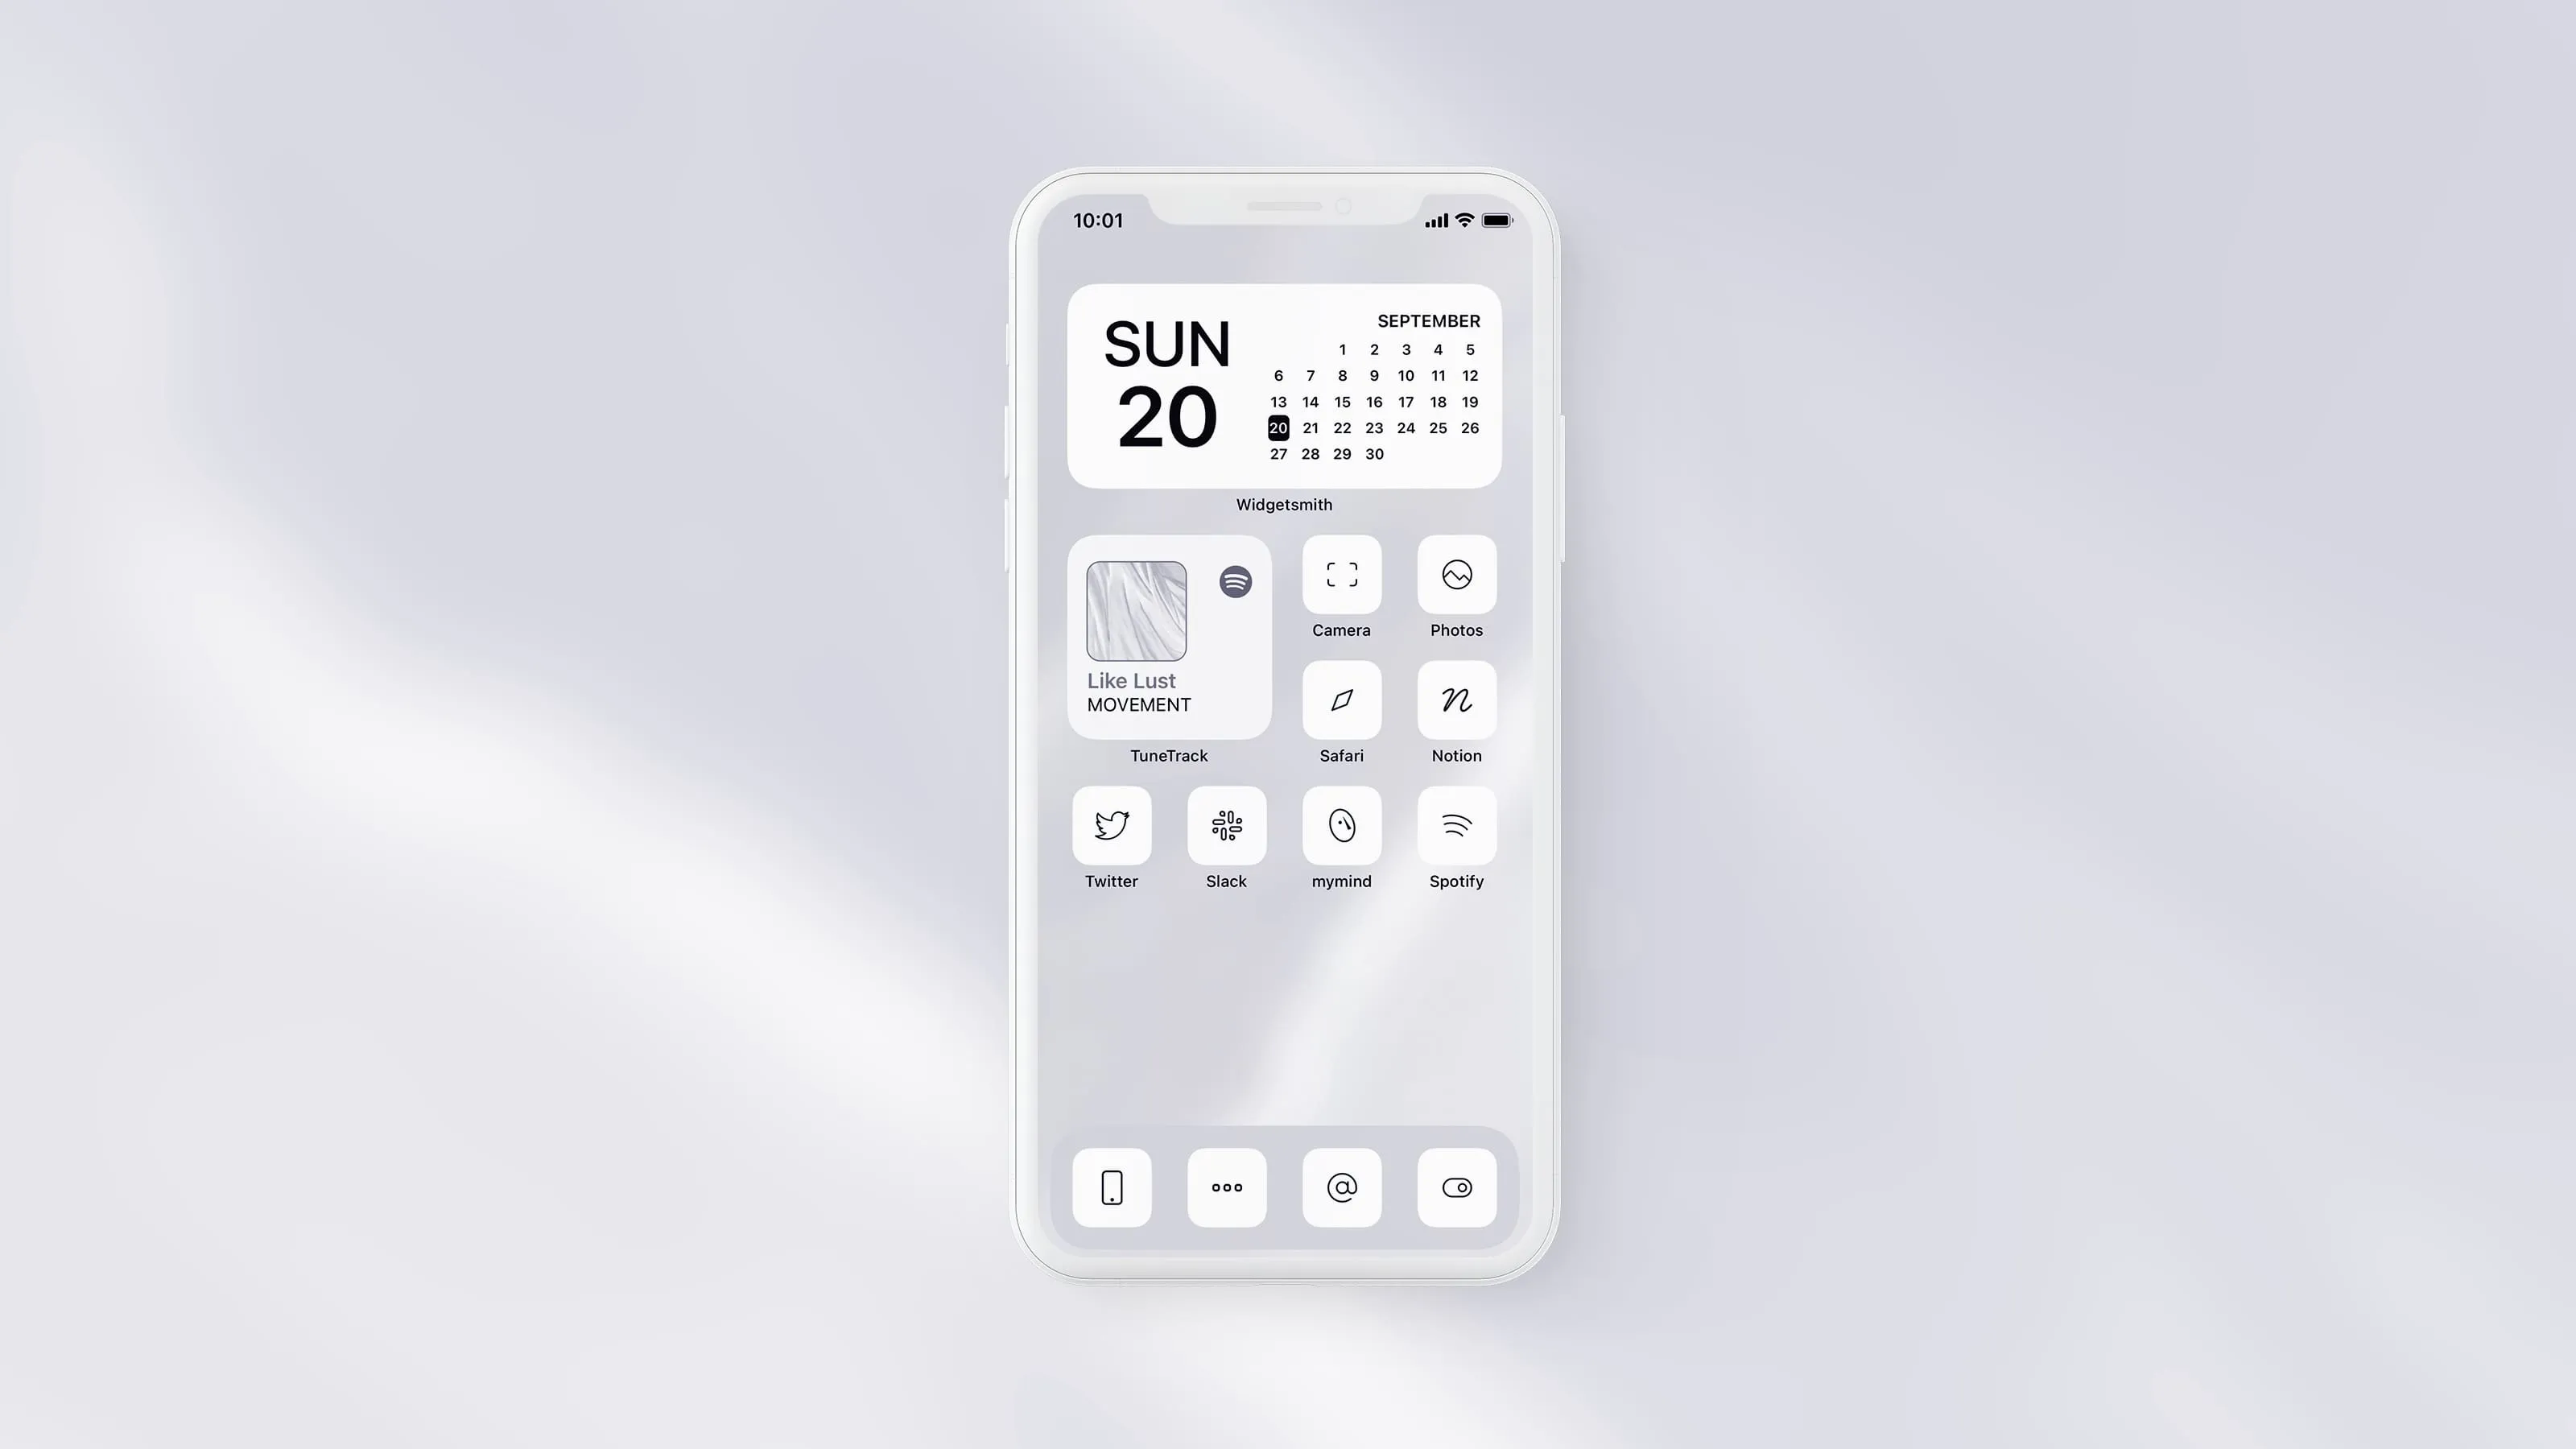 10:01
SUN
20
SEPTEMBER
1 2 3 4 5
6 7 8 9 10 11 12
13 14 15 16 17 18 19
20 21 22 23 24 25 26
27 28 29 30
Widgetsmith
Like Lust
MOVEMENT
TuneTrack
Camera Photos
Safari Notion
Twitter Slack mymind Spotify